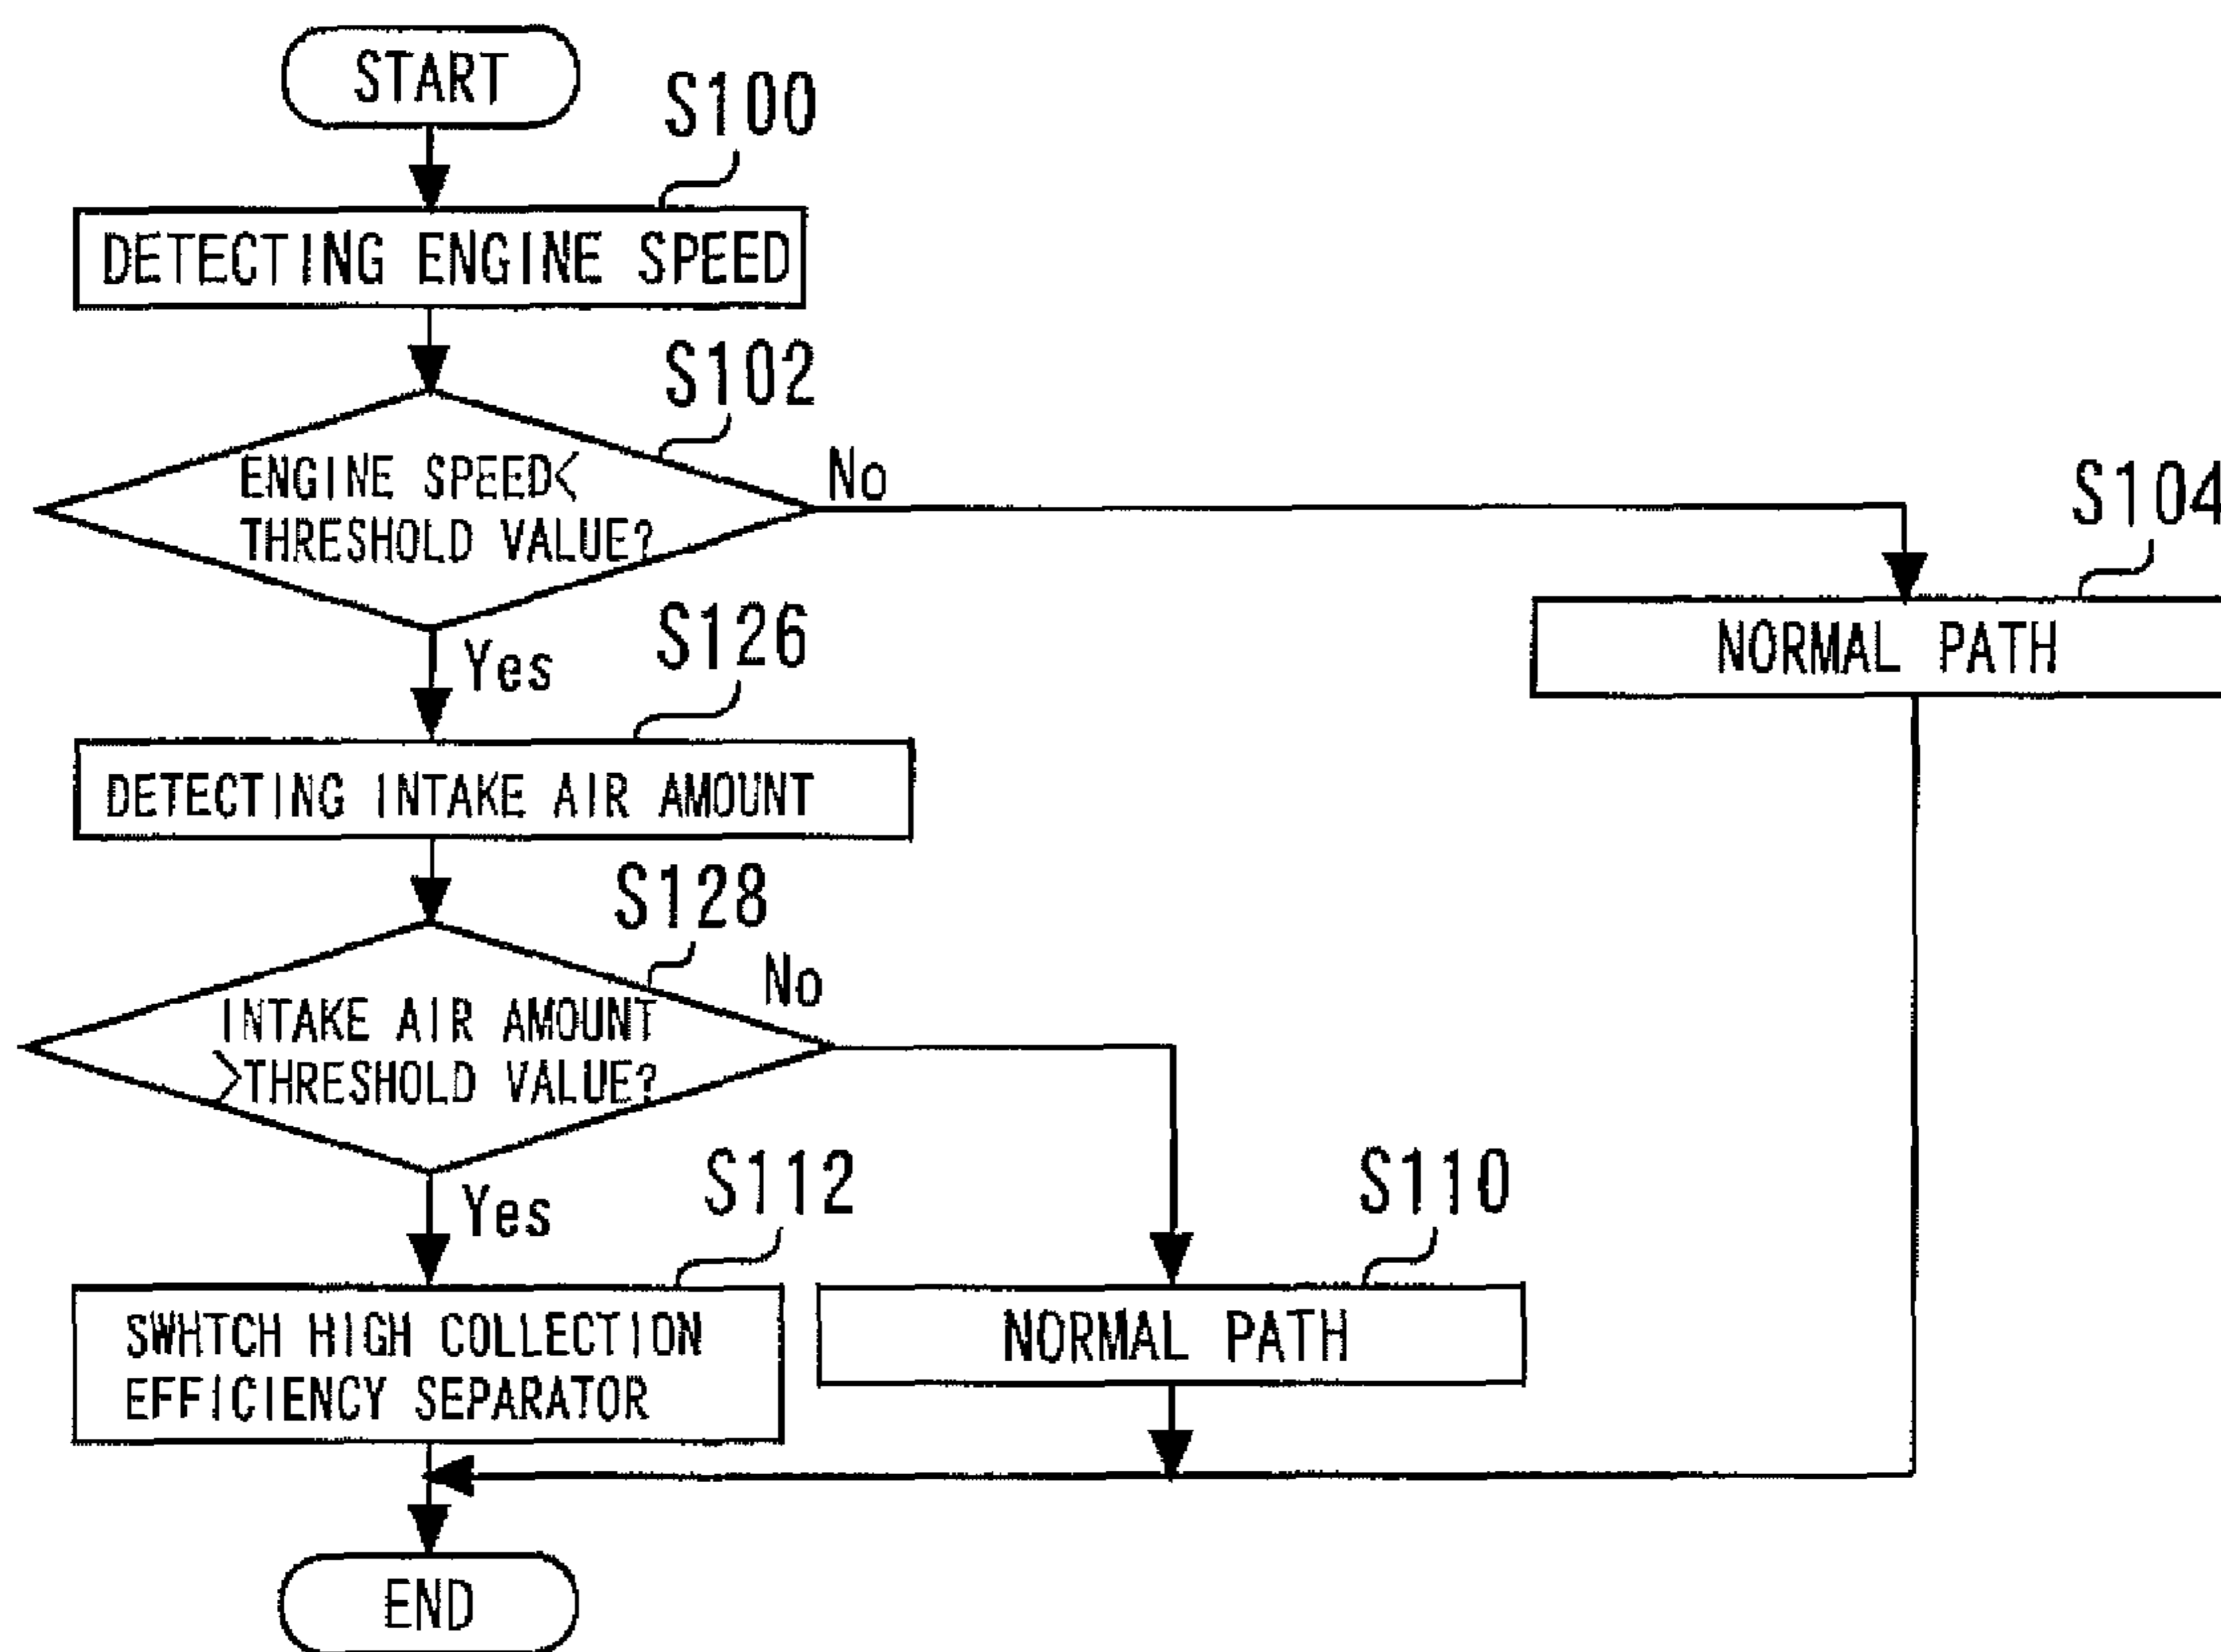 START
S100
DETECTING ENGINE SPEED
S102
ENGINE SPEED<
THRESHOLD VALUE?
No
S104
NORMAL PATH
Yes
S126
DETECTING INTAKE AIR AMOUNT
S128
INTAKE AIR AMOUNT
>THRESHOLD VALUE?
No
Yes
S112
SWHTCH HIGH COLLECTION
EFFICIENCY SEPARATOR
S110
NORMAL PATH
END